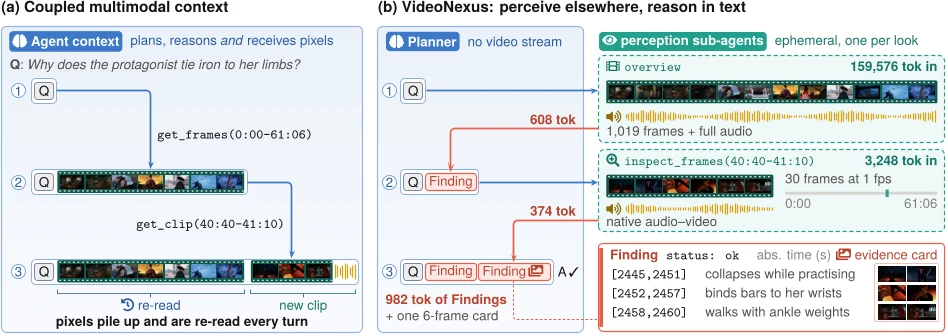 (a) Coupled multimodal context
Agent context plans, reasons and receives pixels
Q: Why does the protagonist tie iron to her limbs?
1 Q
get_frames(0:00-61:06)
2 Q
get_clip(40:40-41:10)
3 Q
re-read new clip
pixels pile up and are re-read every turn
(b) VideoNexus: perceive elsewhere, reason in text
Planner no video stream
1 Q
608 tok
2 Q Finding
374 tok
3 Q Finding Finding A✓
982 tok of Findings
+ one 6-frame card
perception sub-agents ephemeral, one per look
overview 159,576 tok in
1,019 frames + full audio
inspect_frames(40:40-41:10) 3,248 tok in
30 frames at 1 fps
0:00 61:06
native audio–video
Finding status: ok abs. time (s) evidence card
[2445,2451] collapses while practising
[2452,2457] binds bars to her wrists
[2458,2460] walks with ankle weights